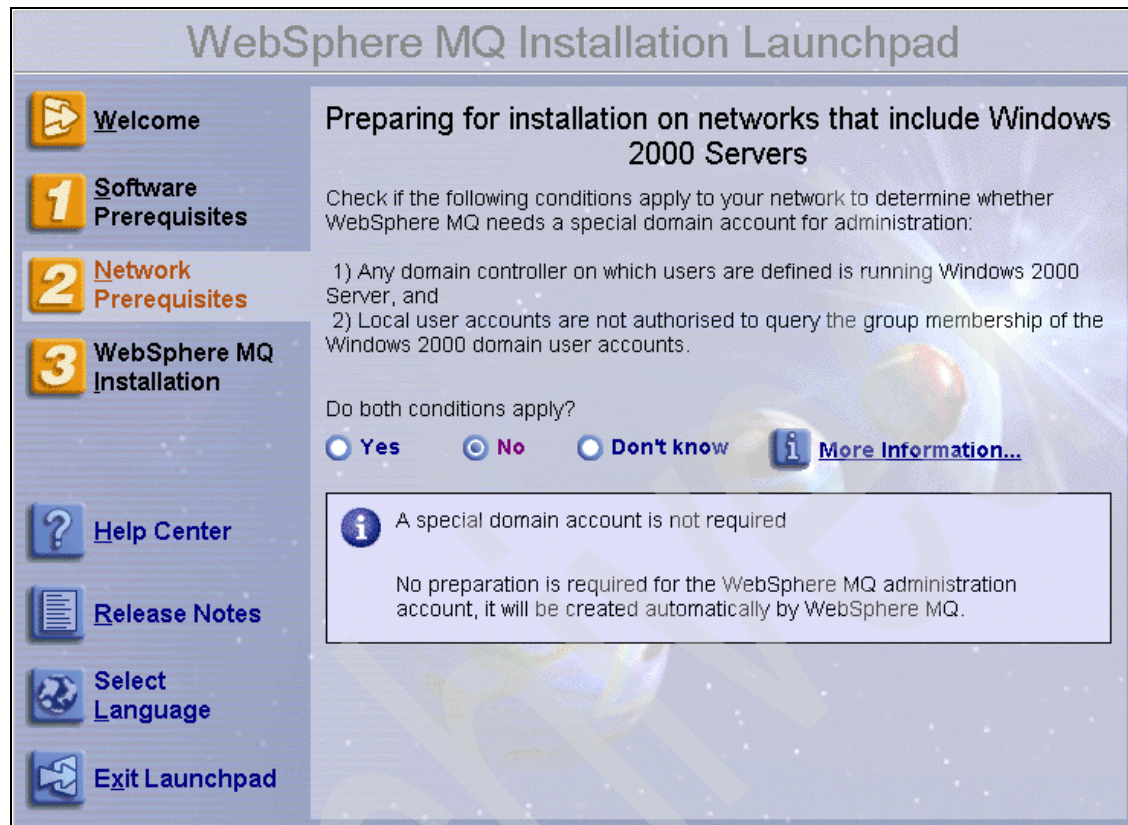 WebSphere MQ Installation Launchpad
Welcome
1 Software
Prerequisites
2 Network
Prerequisites
3 WebSphere MQ
Installation
Help Center
Release Notes
Select
Language
Exit Launchpad
Preparing for installation on networks that include Windows
2000 Servers
Check if the following conditions apply to your network to determine whether
WebSphere MQ needs a special domain account for administration:
1) Any domain controller on which users are defined is running Windows 2000
Server, and
2) Local user accounts are not authorised to query the group membership of the
Windows 2000 domain user accounts.
Do both conditions apply?
Yes No Don't know More Information...
A special domain account is not required
No preparation is required for the WebSphere MQ administration
account, it will be created automatically by WebSphere MQ.